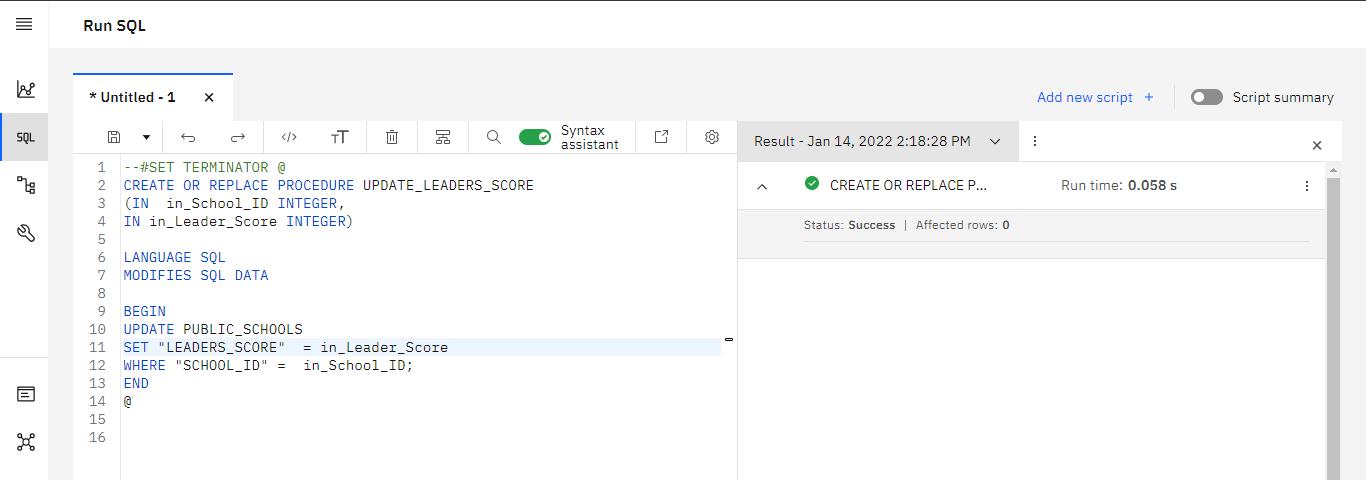 Run SQL
* Untitled - 1
Add new script +
Script summary
SQL
Syntax
assistant
Result - Jan 14, 2022 2:18:28 PM
1 --#SET TERMINATOR @
2 CREATE OR REPLACE PROCEDURE UPDATE_LEADERS_SCORE
3 (IN  in_School_ID INTEGER,
4 IN in_Leader_Score INTEGER)
5
6 LANGUAGE SQL
7 MODIFIES SQL DATA
8
9 BEGIN
10 UPDATE PUBLIC_SCHOOLS
11 SET "LEADERS_SCORE"  = in_Leader_Score
12 WHERE "SCHOOL_ID" =  in_School_ID;
13 END
14 @
15
16
CREATE OR REPLACE P...
Run time: 0.058 s
Status: Success | Affected rows: 0